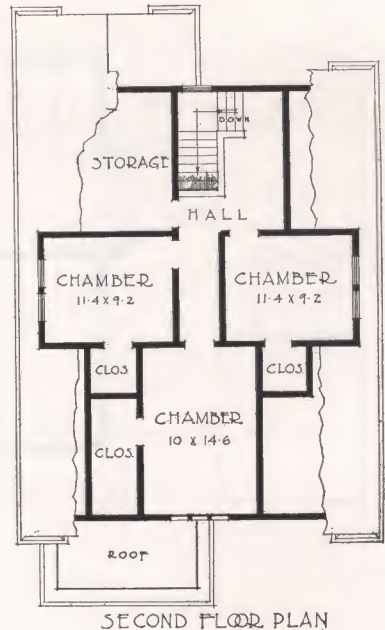 DOWN
STORAGE
HALL
CHAMBER
11·4 X 9·2
CHAMBER
11·4 X 9·2
CLOS.
CLOS.
CHAMBER
10 X 14·6
CLOS.
ROOF
SECOND FLOOR PLAN